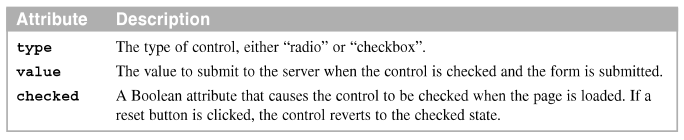 Attribute Description
type The type of control, either “radio” or “checkbox”.
value The value to submit to the server when the control is checked and the form is submitted.
checked A Boolean attribute that causes the control to be checked when the page is loaded. If a
reset button is clicked, the control reverts to the checked state.